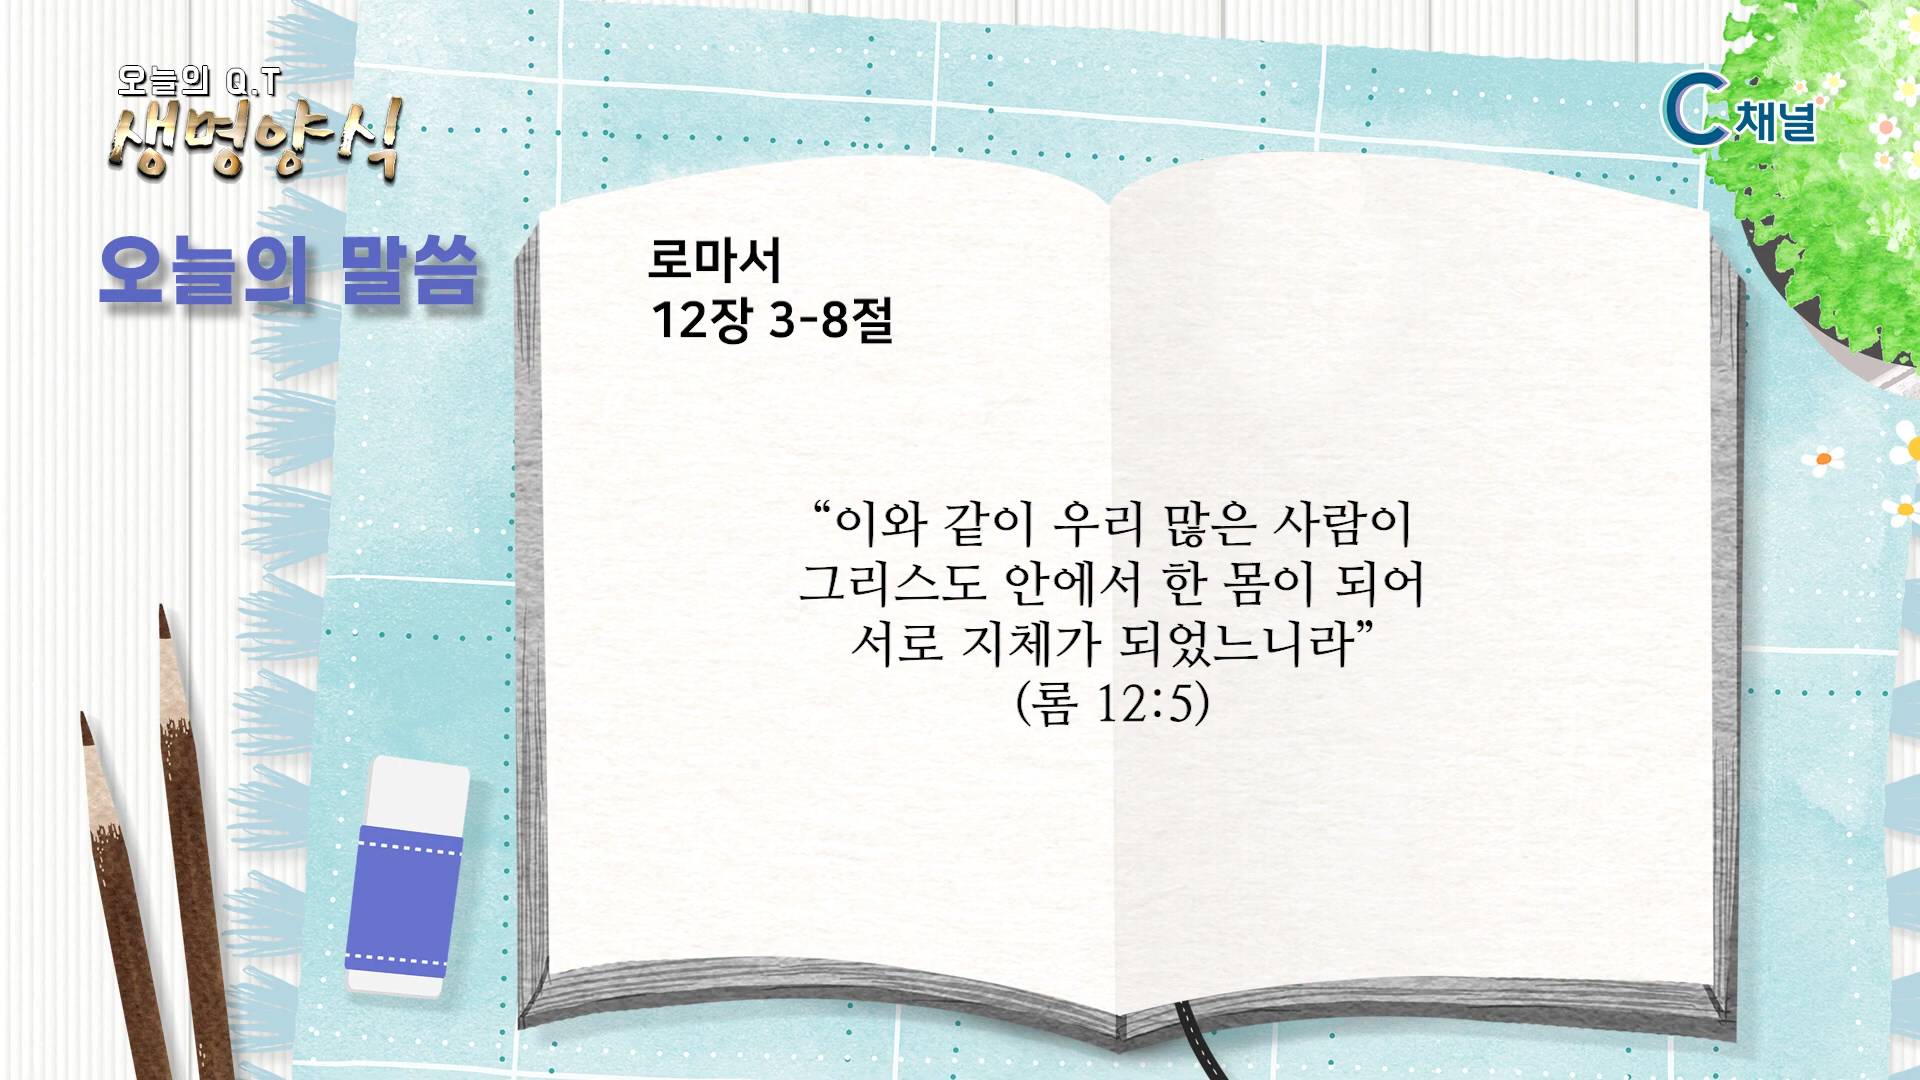 오늘의 Q.T
생명양식
C채널
오늘의 말씀
로마서
12장 3-8절
“이와 같이 우리 많은 사람이
그리스도 안에서 한 몸이 되어
서로 지체가 되었느니라”
(롬 12:5)